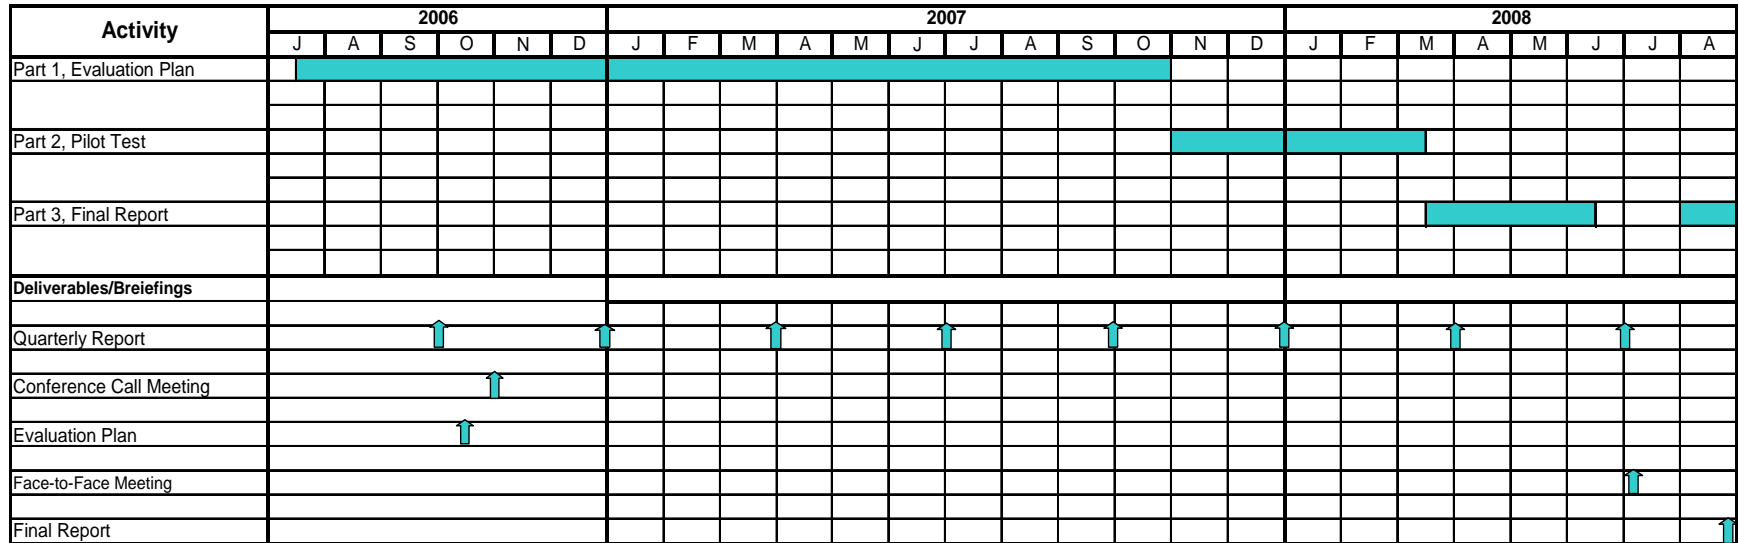 Activity 2006 2007 2008
J A S O N D J F M A M J J A S O N D J F M A M J J A
Part 1, Evaluation Plan
Part 2, Pilot Test
Part 3, Final Report
Deliverables/Breiefings
Quarterly Report
Conference Call Meeting
Evaluation Plan
Face-to-Face Meeting
Final Report